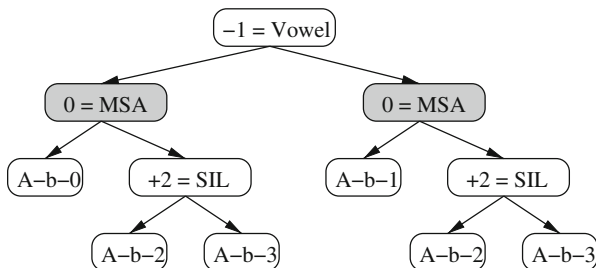 −1 = Vowel
0 = MSA 0 = MSA
A−b−0 +2 = SIL A−b−1 +2 = SIL
A−b−2 A−b−3 A−b−2 A−b−3